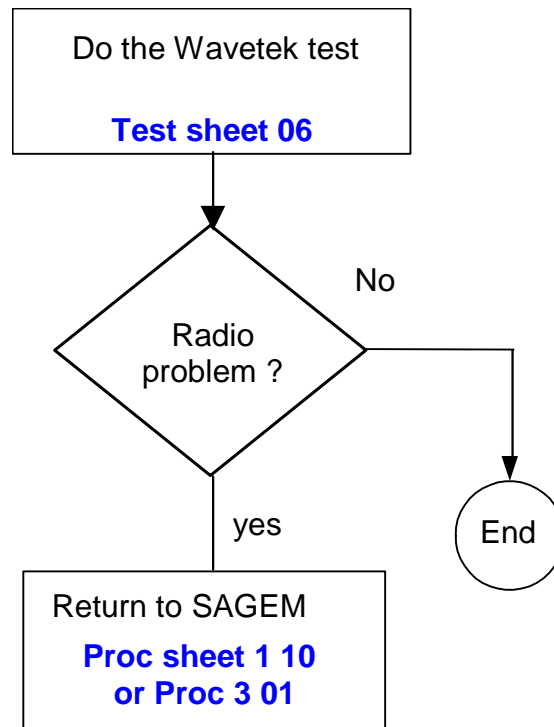 Do the Wavetek test
Test sheet 06
No
Radio
problem ?
yes
End
Return to SAGEM
Proc sheet 1 10
or Proc 3 01